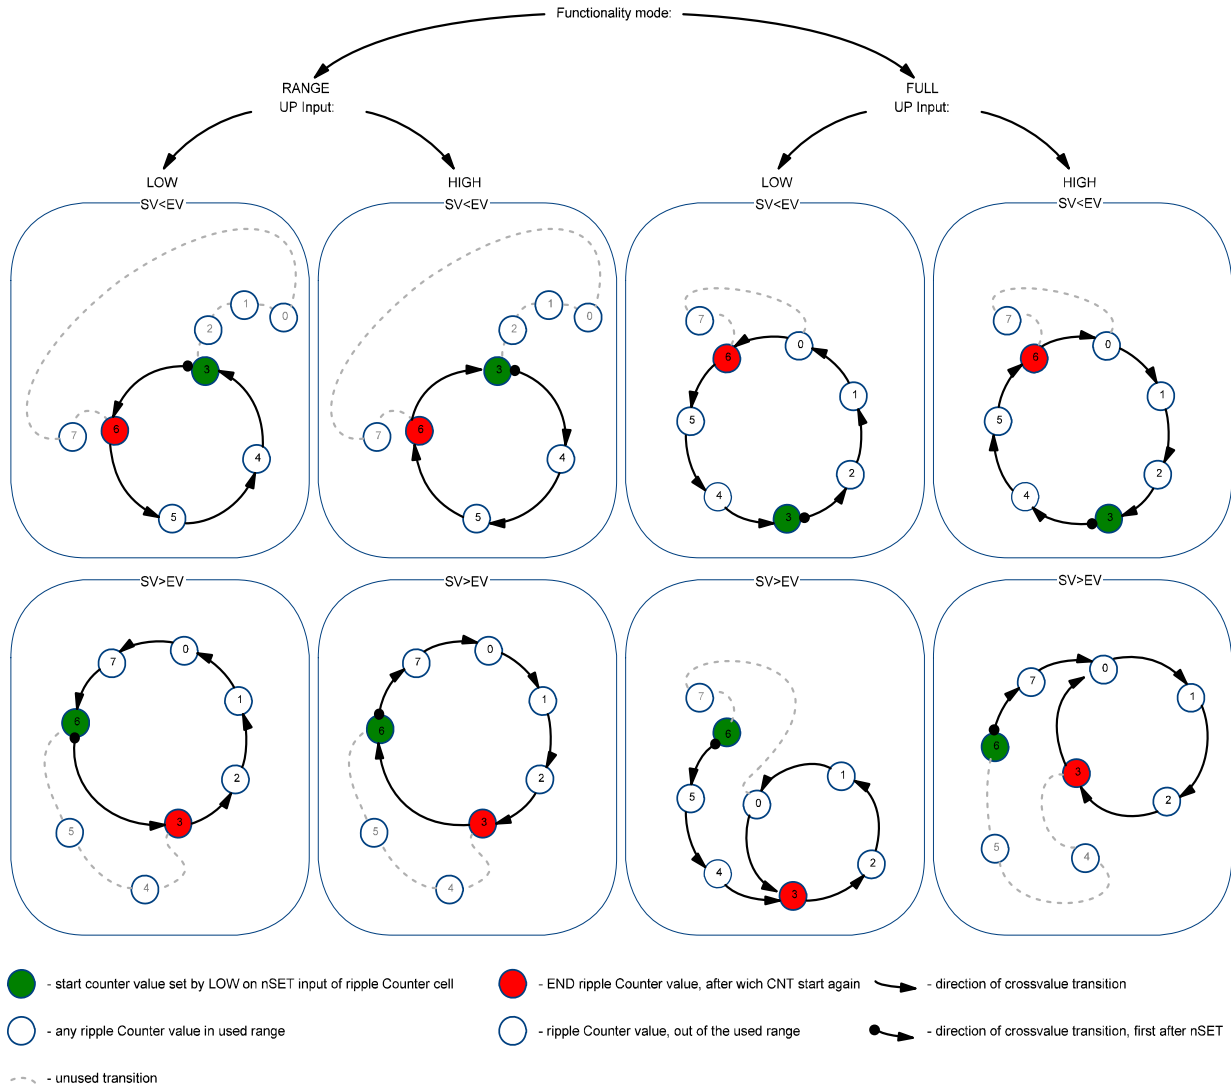 Functionality mode:
RANGE
UP Input:
FULL
UP Input:
LOW
HIGH
LOW
HIGH
SV<EV
SV<EV
SV<EV
SV<EV
1
0
2
3
6
7
4
5
1
0
2
3
6
7
4
5
7
0
6
1
5
2
4
3
7
0
6
1
5
2
4
3
SV>EV
SV>EV
SV>EV
SV>EV
0
7
1
6
2
3
5
4
0
7
1
6
2
3
5
4
7
6
1
5
0
2
4
3
0
7
1
6
3
2
5
4
- start counter value set by LOW on nSET input of ripple Counter cell
- END ripple Counter value, after wich CNT start again
- direction of crossvalue transition
- any ripple Counter value in used range
- ripple Counter value, out of the used range
- direction of crossvalue transition, first after nSET
- unused transition